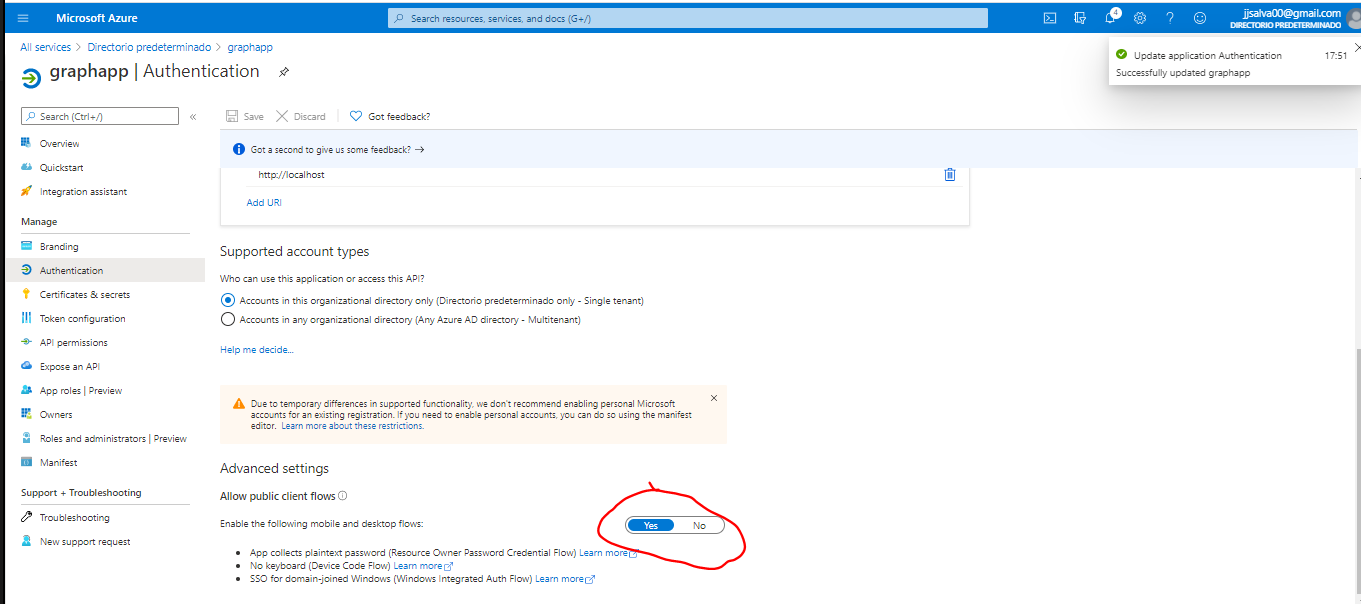 Microsoft Azure
Search resources, services, and docs (G+/)
4
jjsalva00@gmail.com
DIRECTORIO PREDETERMINADO
All services > Directorio predeterminado > graphapp
graphapp | Authentication
Update application Authentication 17:51
Successfully updated graphapp
Search (Ctrl+/)
«
Save
Discard
Got feedback?
Got a second to give us some feedback? →
Overview
Quickstart
Integration assistant
Manage
Branding
Authentication
Certificates & secrets
Token configuration
API permissions
Expose an API
App roles | Preview
Owners
Roles and administrators | Preview
Manifest
Support + Troubleshooting
Troubleshooting
New support request
http://localhost
Add URI
Supported account types
Who can use this application or access this API?
Accounts in this organizational directory only (Directorio predeterminado only - Single tenant)
Accounts in any organizational directory (Any Azure AD directory - Multitenant)
Help me decide...
Due to temporary differences in supported functionality, we don't recommend enabling personal Microsoft
accounts for an existing registration. If you need to enable personal accounts, you can do so using the manifest
editor. Learn more about these restrictions.
Advanced settings
Allow public client flows
Enable the following mobile and desktop flows:
Yes No
• App collects plaintext password (Resource Owner Password Credential Flow) Learn more
• No keyboard (Device Code Flow) Learn more
• SSO for domain-joined Windows (Windows Integrated Auth Flow) Learn more